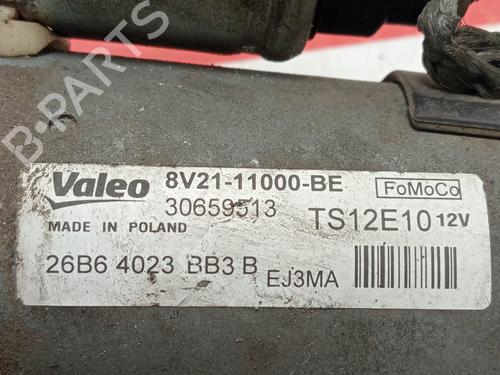 B-PARTS
Valeo
8V21-11000-BE
FoMoCo
30659513
TS12E10 12V
MADE IN POLAND
26B6 4023 BB3 B
EJ3MA